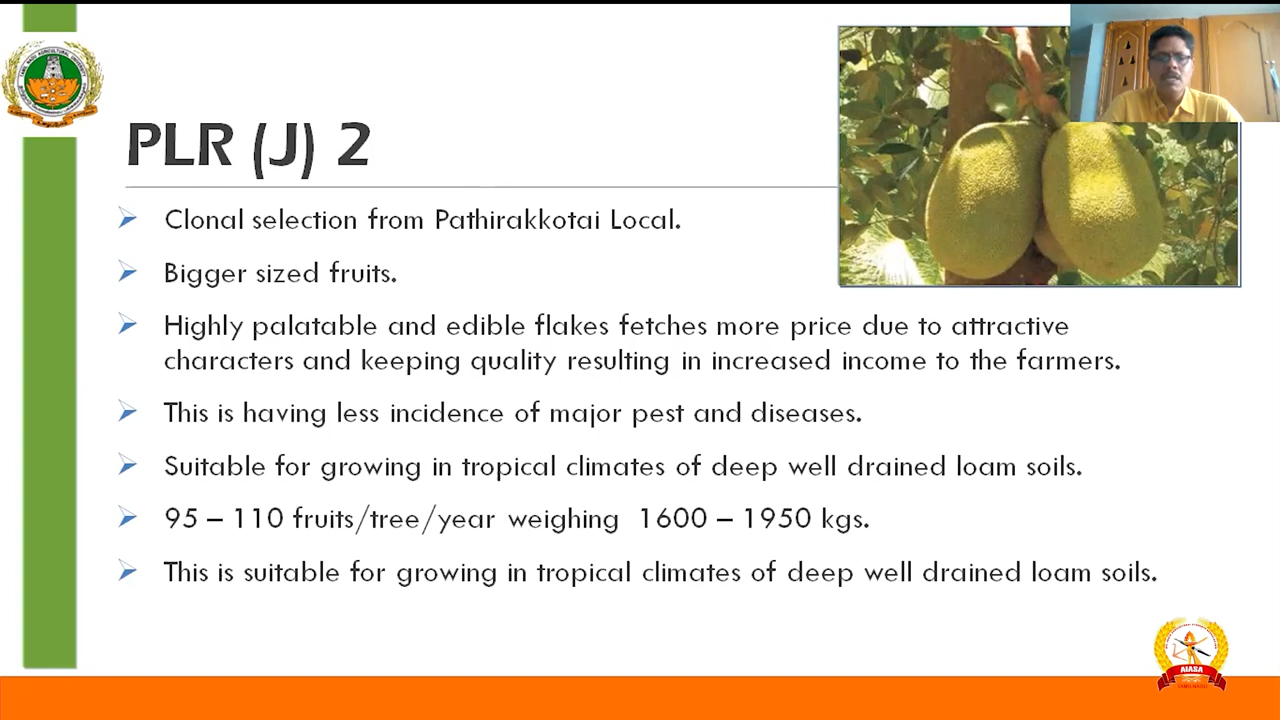 PLR (J) 2
Clonal selection from Pathirakkotai Local.
Bigger sized fruits.
Highly palatable and edible flakes fetches more price due to attractive
characters and keeping quality resulting in increased income to the farmers.
This is having less incidence of major pest and diseases.
Suitable for growing in tropical climates of deep well drained loam soils.
95 – 110 fruits/tree/year weighing 1600 – 1950 kgs.
This is suitable for growing in tropical climates of deep well drained loam soils.
AIASA
TAMIL NADU